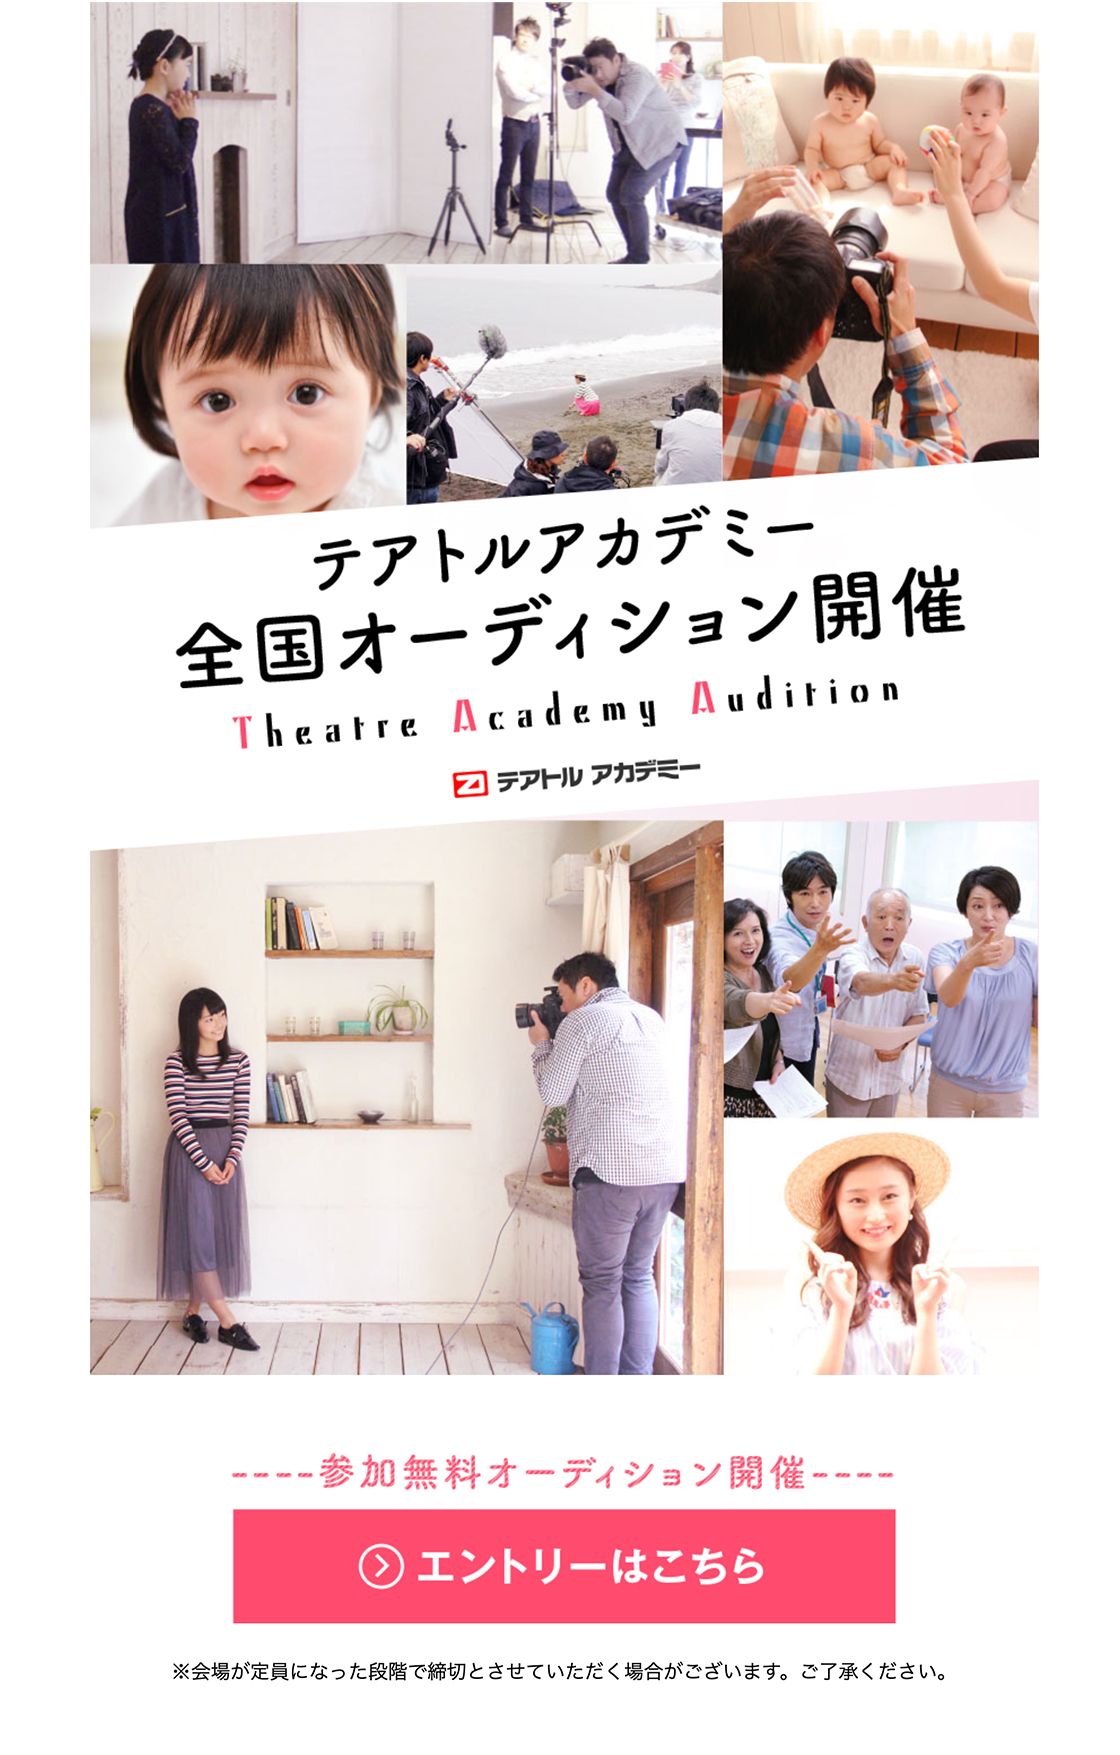 テアトルアカデミー
全国オーディション開催
Theatre Academy Audition
テアトル アカデミー
----参加無料オーディション開催----
エントリーはこちら
※会場が定員になった段階で締切とさせていただく場合がございます。ご了承ください。